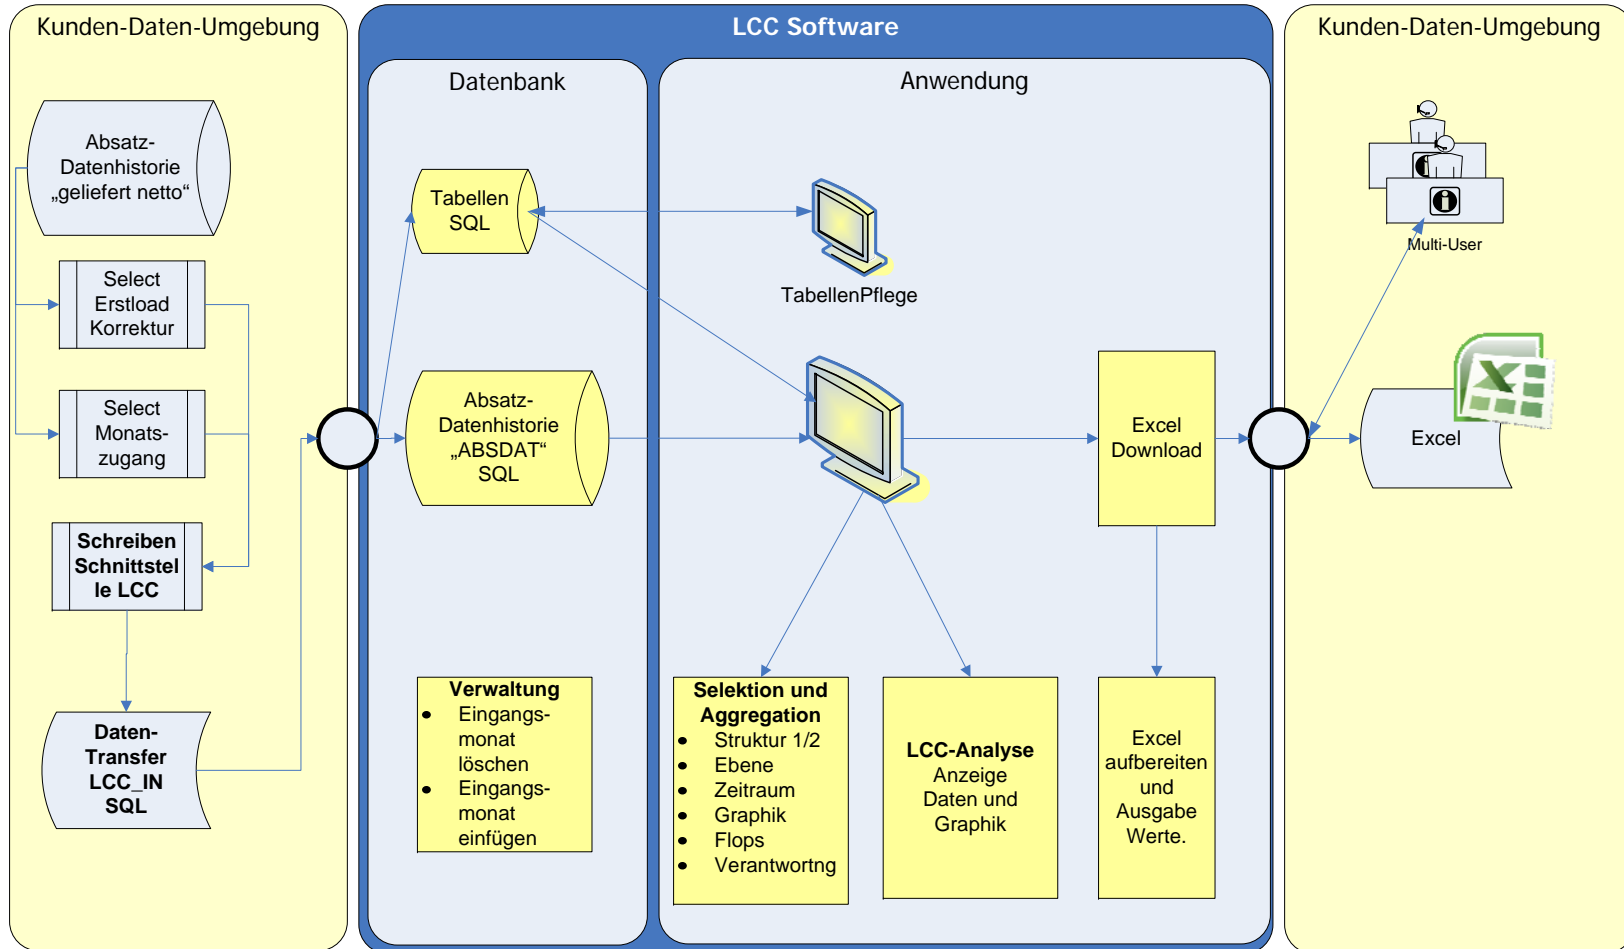 Kunden-Daten-Umgebung
Absatz-
Datenhistorie
„geliefert netto“
Select
Erstload
Korrektur
Select
Monats-
zugang
Schreiben
Schnittstel
le LCC
Daten-
Transfer
LCC_IN
SQL
LCC Software
Datenbank
Tabellen
SQL
Absatz-
Datenhistorie
„ABSDAT“
SQL
Verwaltung
• Eingangs-
monat
löschen
• Eingangs-
monat
einfügen
Anwendung
TabellenPflege
Excel
Download
Selektion und
Aggregation
• Struktur 1/2
• Ebene
• Zeitraum
• Graphik
• Flops
• Verantwortng
LCC-Analyse
Anzeige
Daten und
Graphik
Excel
aufbereiten
und
Ausgabe
Werte.
Kunden-Daten-Umgebung
Multi-User
Excel